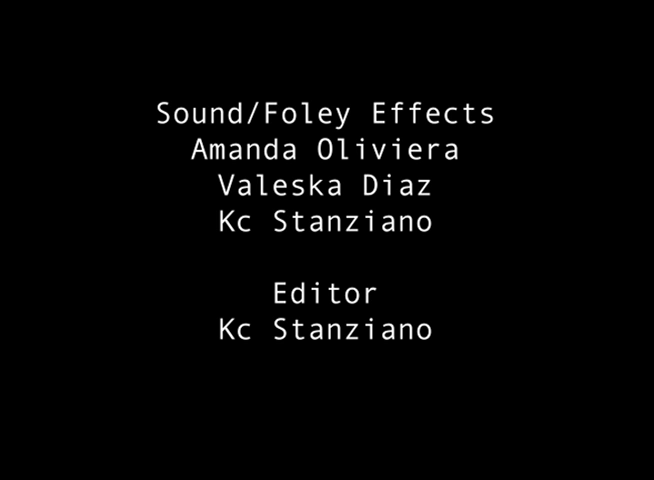 Sound/Foley Effects
Amanda Oliviera
Valeska Diaz
Kc Stanziano
Editor
Kc Stanziano